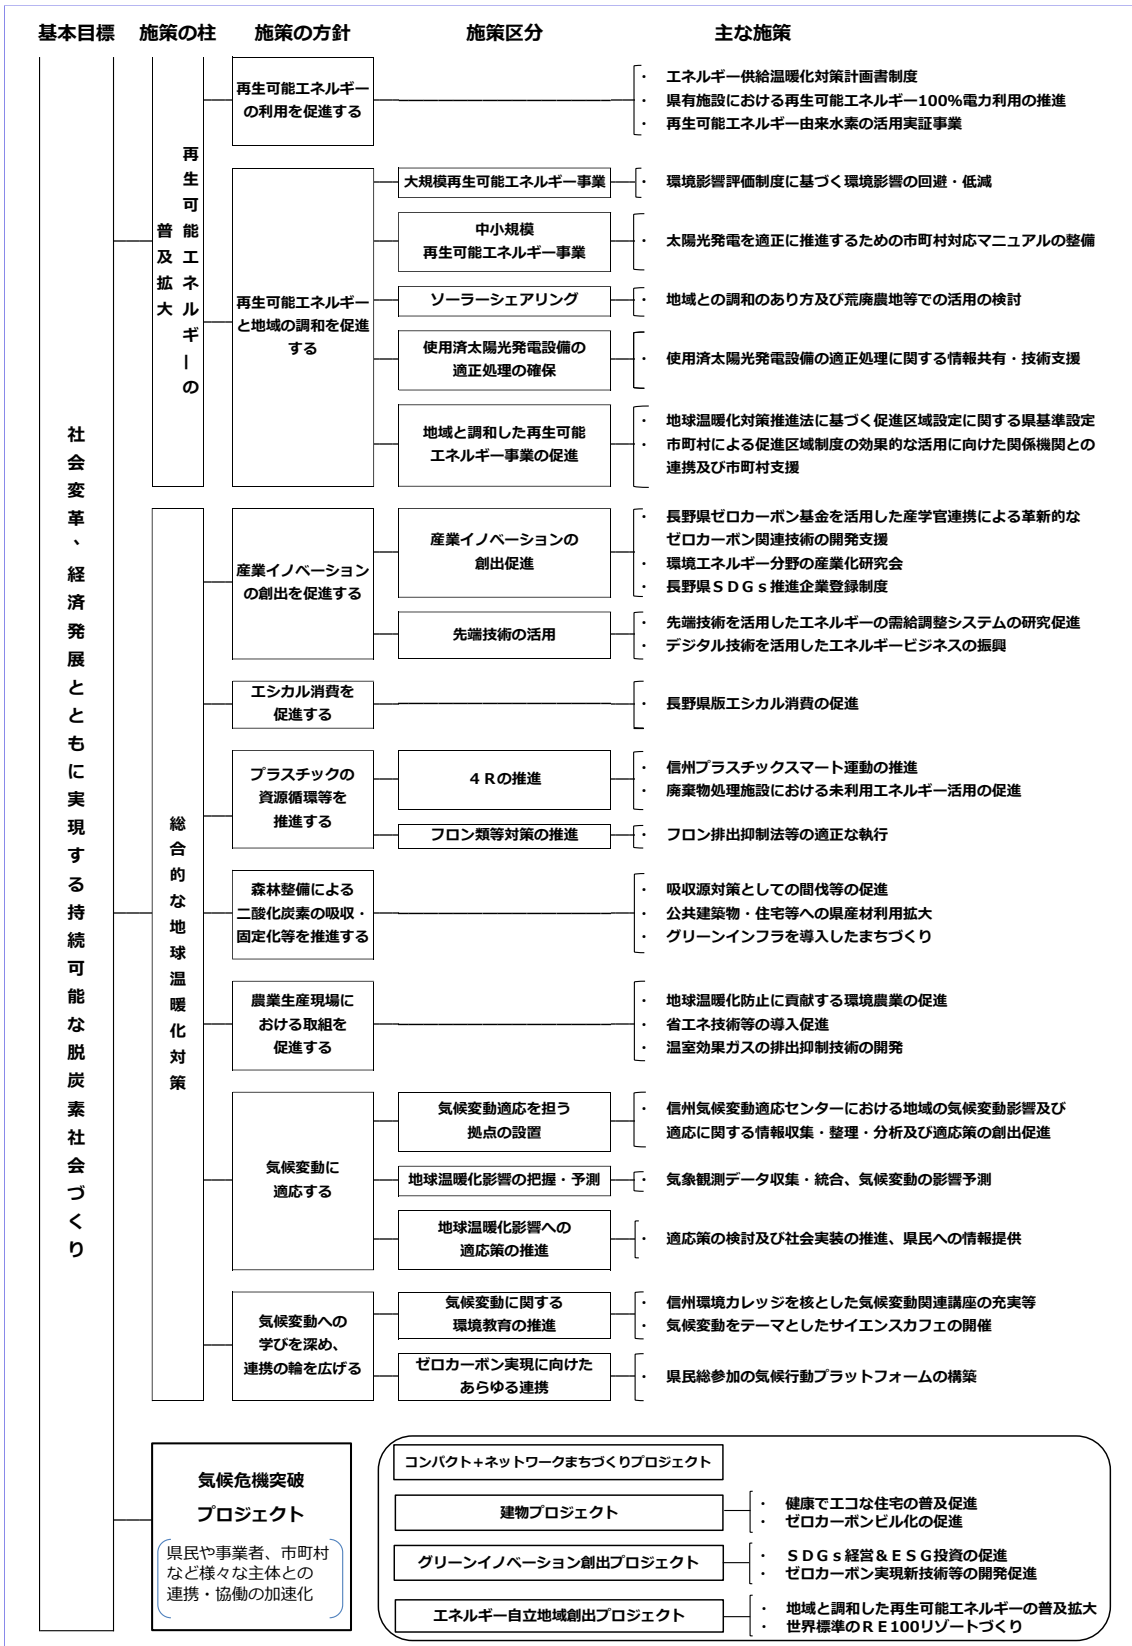 基本目標 施策の柱 施策の方針 施策区分 主な施策
社会変革、経済発展とともに実現する持続可能な脱炭素社会づくり
再生可能エネルギーの
普及拡大
再生可能エネルギー
の利用を促進する
・ エネルギー供給温暖化対策計画書制度
・ 県有施設における再生可能エネルギー100%電力利用の推進
・ 再生可能エネルギー由来水素の活用実証事業
再生可能エネルギー
と地域の調和を促進
する
大規模再生可能エネルギー事業
・ 環境影響評価制度に基づく環境影響の回避・低減
中小規模
再生可能エネルギー事業
・ 太陽光発電を適正に推進するための市町村対応マニュアルの整備
ソーラーシェアリング
・ 地域との調和のあり方及び荒廃農地等での活用の検討
使用済太陽光発電設備の
適正処理の確保
・ 使用済太陽光発電設備の適正処理に関する情報共有・技術支援
地域と調和した再生可能
エネルギー事業の促進
・ 地球温暖化対策推進法に基づく促進区域設定に関する県基準設定
・ 市町村による促進区域制度の効果的な活用に向けた関係機関との
連携及び市町村支援
総合的な地球温暖化対策
産業イノベーション
の創出を促進する
産業イノベーションの
創出促進
・ 長野県ゼロカーボン基金を活用した産学官連携による革新的な
ゼロカーボン関連技術の開発支援
・ 環境エネルギー分野の産業化研究会
・ 長野県SDGs推進企業登録制度
先端技術の活用
・ 先端技術を活用したエネルギーの需給調整システムの研究促進
・ デジタル技術を活用したエネルギービジネスの振興
エシカル消費を
促進する
・ 長野県版エシカル消費の促進
プラスチックの
資源循環等を
推進する
4Rの推進
・ 信州プラスチックスマート運動の推進
・ 廃棄物処理施設における未利用エネルギー活用の促進
フロン類等対策の推進
・ フロン排出抑制法等の適正な執行
森林整備による
二酸化炭素の吸収・
固定化等を推進する
・ 吸収源対策としての間伐等の促進
・ 公共建築物・住宅等への県産材利用拡大
・ グリーンインフラを導入したまちづくり
農業生産現場に
おける取組を
促進する
・ 地球温暖化防止に貢献する環境農業の促進
・ 省エネ技術等の導入促進
・ 温室効果ガスの排出抑制技術の開発
気候変動に
適応する
気候変動適応を担う
拠点の設置
・ 信州気候変動適応センターにおける地域の気候変動影響及び
適応に関する情報収集・整理・分析及び適応策の創出促進
地球温暖化影響の把握・予測
・ 気象観測データ収集・統合、気候変動の影響予測
地球温暖化影響への
適応策の推進
・ 適応策の検討及び社会実装の推進、県民への情報提供
気候変動への
学びを深め、
連携の輪を広げる
気候変動に関する
環境教育の推進
・ 信州環境カレッジを核とした気候変動関連講座の充実等
・ 気候変動をテーマとしたサイエンスカフェの開催
ゼロカーボン実現に向けた
あらゆる連携
・ 県民総参加の気候行動プラットフォームの構築
気候危機突破
プロジェクト
県民や事業者、市町村
など様々な主体との
連携・協働の加速化
コンパクト+ネットワークまちづくりプロジェクト
建物プロジェクト
・ 健康でエコな住宅の普及促進
・ ゼロカーボンビル化の促進
グリーンイノベーション創出プロジェクト
・ SDGs経営&ESG投資の促進
・ ゼロカーボン実現新技術等の開発促進
エネルギー自立地域創出プロジェクト
・ 地域と調和した再生可能エネルギーの普及拡大
・ 世界標準のRE100リゾートづくり